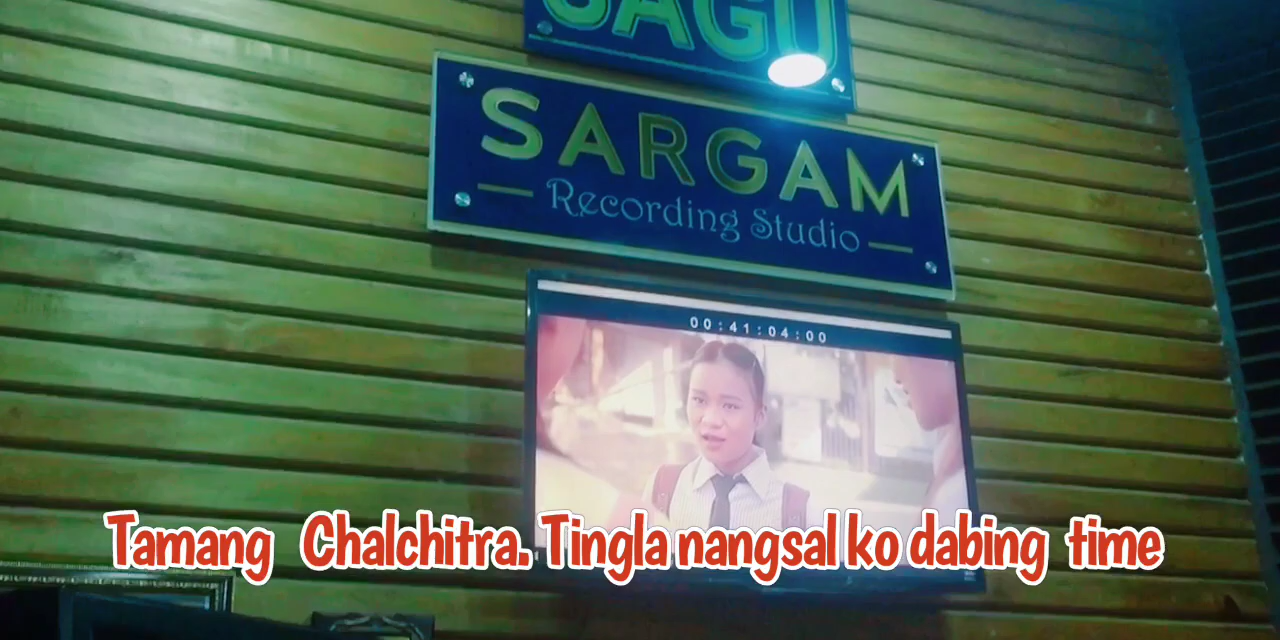 SAGU
SARGAM
Recording Studio
00:41:04:00
Tamang Chalchitra. Tingla nangsal ko dabing time